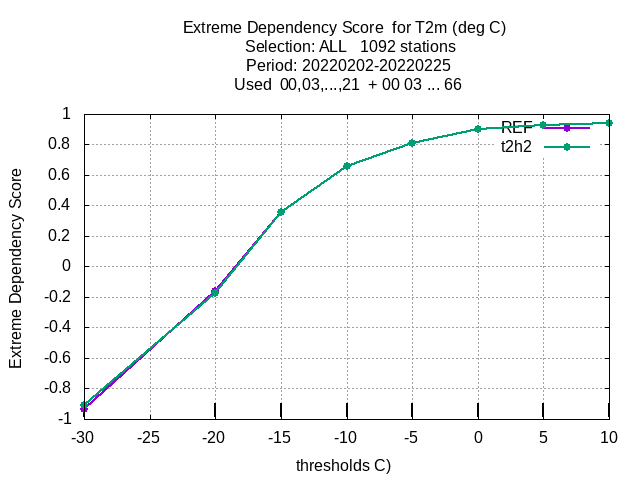 Extreme Dependency Score  for T2m (deg C)
Selection: ALL   1092 stations
Period: 20220202-20220225
Used  00,03,...,21  + 00 03 ... 66
Extreme Dependency Score
1
0.8
0.6
0.4
0.2
0
-0.2
-0.4
-0.6
-0.8
-1
REF
t2h2
-30 -25 -20 -15 -10 -5 0 5 10
thresholds C)